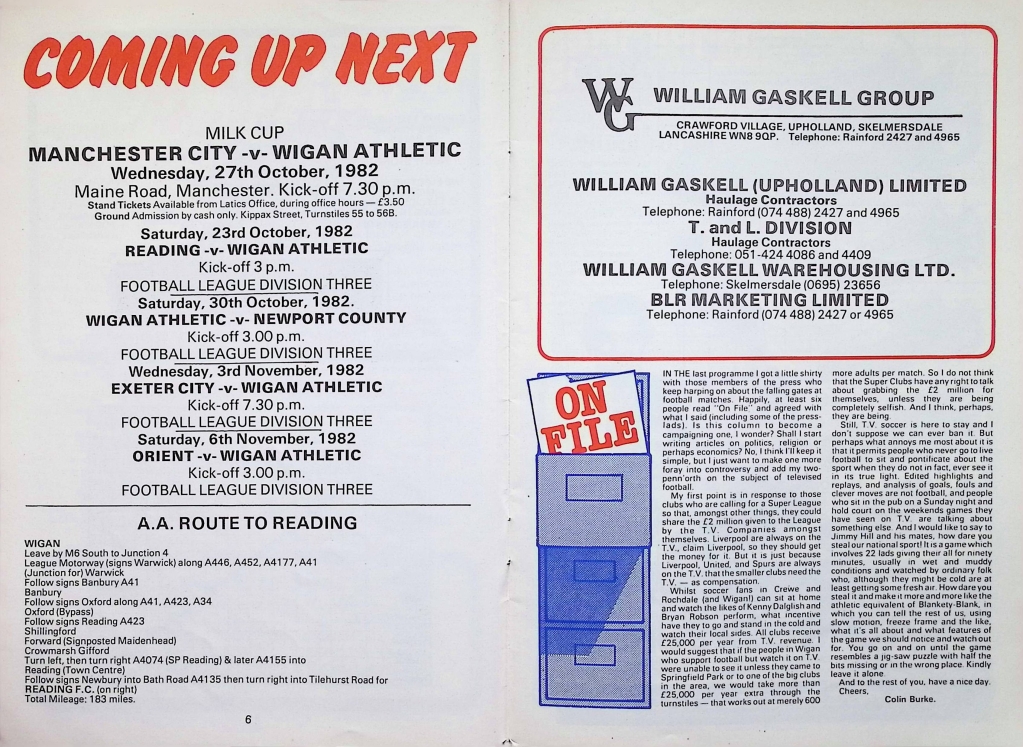 COMING UP NEXT
MILK CUP
MANCHESTER CITY -v- WIGAN ATHLETIC
Wednesday, 27th October, 1982
Maine Road, Manchester. Kick-off 7.30 p.m.
Stand Tickets Available from Latics Office, during office hours — £3.50
Ground Admission by cash only. Kippax Street, Turnstiles 55 to 56B.
Saturday, 23rd October, 1982
READING -v- WIGAN ATHLETIC
Kick-off 3 p.m.
FOOTBALL LEAGUE DIVISION THREE
Saturday, 30th October, 1982.
WIGAN ATHLETIC -v- NEWPORT COUNTY
Kick-off 3.00 p.m.
FOOTBALL LEAGUE DIVISION THREE
Wednesday, 3rd November, 1982
EXETER CITY -v- WIGAN ATHLETIC
Kick-off 7.30 p.m.
FOOTBALL LEAGUE DIVISION THREE
Saturday, 6th November, 1982
ORIENT -v- WIGAN ATHLETIC
Kick-off 3.00 p.m.
FOOTBALL LEAGUE DIVISION THREE
A.A. ROUTE TO READING
WIGAN
Leave by M6 South to Junction 4
League Motorway (signs Warwick) along A446, A452, A4177, A41
(Junction for) Warwick
Follow signs Banbury A41
Banbury
Follow signs Oxford along A41, A423, A34
Oxford (Bypass)
Follow signs Reading A423
Shillingford
Forward (Signposted Maidenhead)
Crowmarsh Gifford
Turn left, then turn right A4074 (SP Reading) & later A4155 into
Reading (Town Centre)
Follow signs Newbury into Bath Road A4135 then turn right into Tilehurst Road for
READING F.C. (on right)
Total Mileage: 183 miles.
6
WG WILLIAM GASKELL GROUP
CRAWFORD VILLAGE, UPHOLLAND, SKELMERSDALE
LANCASHIRE WN8 9QP. Telephone: Rainford 2427 and 4965
WILLIAM GASKELL (UPHOLLAND) LIMITED
Haulage Contractors
Telephone: Rainford (074 488) 2427 and 4965
T. and L. DIVISION
Haulage Contractors
Telephone: 051-424 4086 and 4409
WILLIAM GASKELL WAREHOUSING LTD.
Telephone: Skelmersdale (0695) 23656
BLR MARKETING LIMITED
Telephone: Rainford (074 488) 2427 or 4965
ON
FILE
IN THE last programme I got a little shirty
with those members of the press who
keep harping on about the falling gates at
football matches. Happily, at least six
people read "On File" and agreed with
what I said (including some of the press-
lads). Is this column to become a
campaigning one, I wonder? Shall I start
writing articles on politics, religion or
perhaps economics? No, I think I'll keep it
simple, but I just want to make one more
foray into controversy and add my two-
penn'orth on the subject of televised
football.
My first point is in response to those
clubs who are calling for a Super League
so that, amongst other things, they could
share the £2 million given to the League
by the T.V. Companies amongst
themselves. Liverpool are always on the
T.V., claim Liverpool, so they should get
the money for it. But it is just because
Liverpool, United, and Spurs are always
on the T.V. that the smaller clubs need the
T.V. — as compensation.
Whilst soccer fans in Crewe and
Rochdale (and Wigan!) can sit at home
and watch the likes of Kenny Dalglish and
Bryan Robson perform, what incentive
have they to go and stand in the cold and
watch their local sides. All clubs receive
£25,000 per year from T.V. revenue. I
would suggest that if the people in Wigan
who support football but watch it on T.V.
were unable to see it unless they came to
Springfield Park or to one of the big clubs
in the area, we would take more than
£25,000 per year extra through the
turnstiles — that works out at merely 600
more adults per match. So I do not think
that the Super Clubs have any right to talk
about grabbing the £2 million for
themselves, unless they are being
completely selfish. And I think, perhaps,
they are being.
Still, T.V. soccer is here to stay and I
don't suppose we can ever ban it. But
perhaps what annoys me most about it is
that it permits people who never go to live
football to sit and pontificate about the
sport when they do not in fact, ever see it
in its true light. Edited highlights and
replays, and analysis of goals, fouls and
clever moves are not football, and people
who sit in the pub on a Sunday night and
hold court on the weekends games they
have seen on T.V. are talking about
something else. And I would like to say to
Jimmy Hill and his mates, how dare you
steal our national sport! It is a game which
involves 22 lads giving their all for ninety
minutes, usually in wet and muddy
conditions and watched by ordinary folk
who, although they might be cold are at
least getting some fresh air. How dare you
steal it and make it more and more like the
athletic equivalent of Blankety-Blank, in
which you can tell the rest of us, using
slow motion, freeze frame and the like,
what it's all about and what features of
the game we should notice and watch out
for. You go on and on until the game
resembles a jig-saw puzzle with half the
bits missing or in the wrong place. Kindly
leave it alone.
And to the rest of you, have a nice day.
Cheers,
Colin Burke.